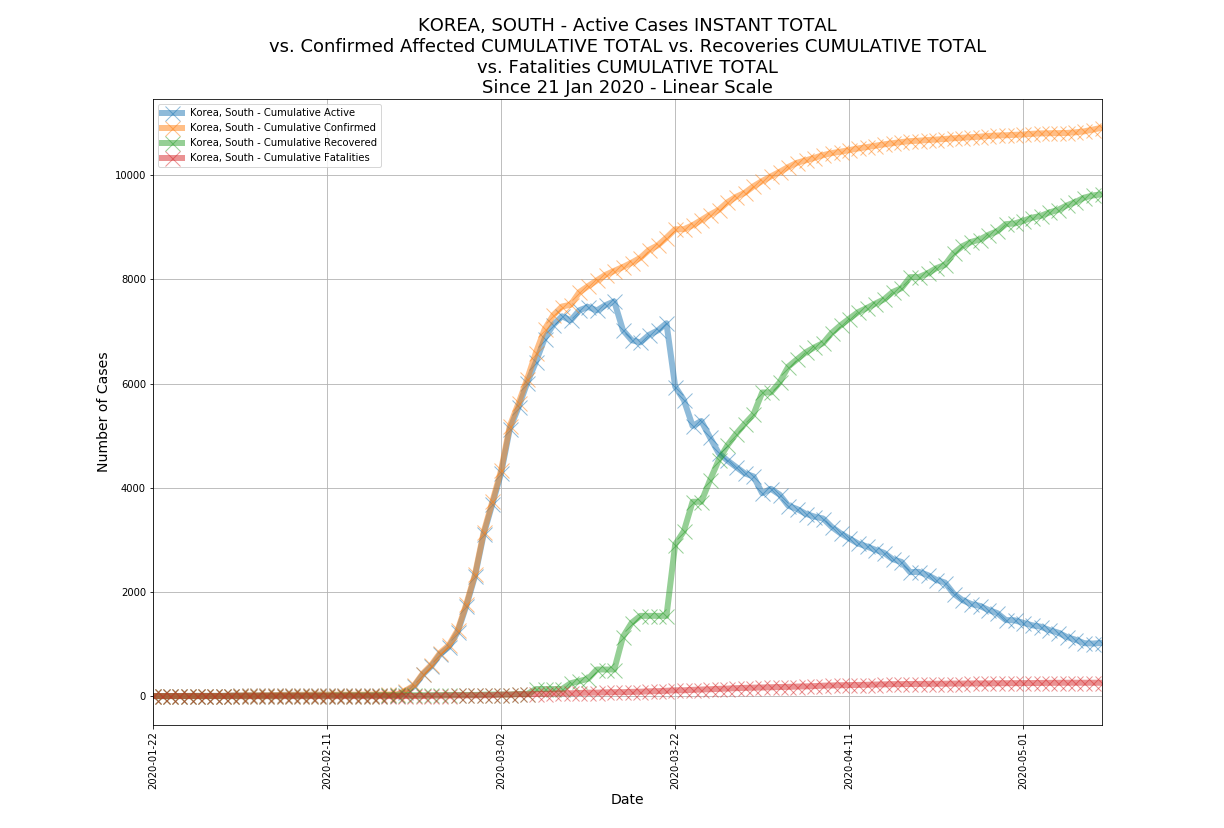 KOREA, SOUTH - Active Cases INSTANT TOTAL
vs. Confirmed Affected CUMULATIVE TOTAL vs. Recoveries CUMULATIVE TOTAL
vs. Fatalities CUMULATIVE TOTAL
Since 21 Jan 2020 - Linear Scale
Korea, South - Cumulative Active
Korea, South - Cumulative Confirmed
Korea, South - Cumulative Recovered
Korea, South - Cumulative Fatalities
Number of Cases
10000
8000
6000
4000
2000
0
2020-01-22
2020-02-11
2020-03-02
2020-03-22
2020-04-11
2020-05-01
Date